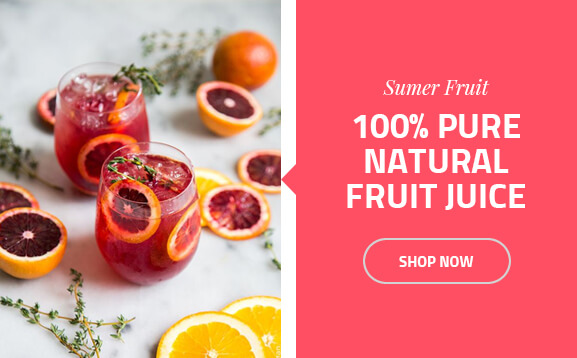 Sumer Fruit
100% PURE
NATURAL
FRUIT JUICE
SHOP NOW